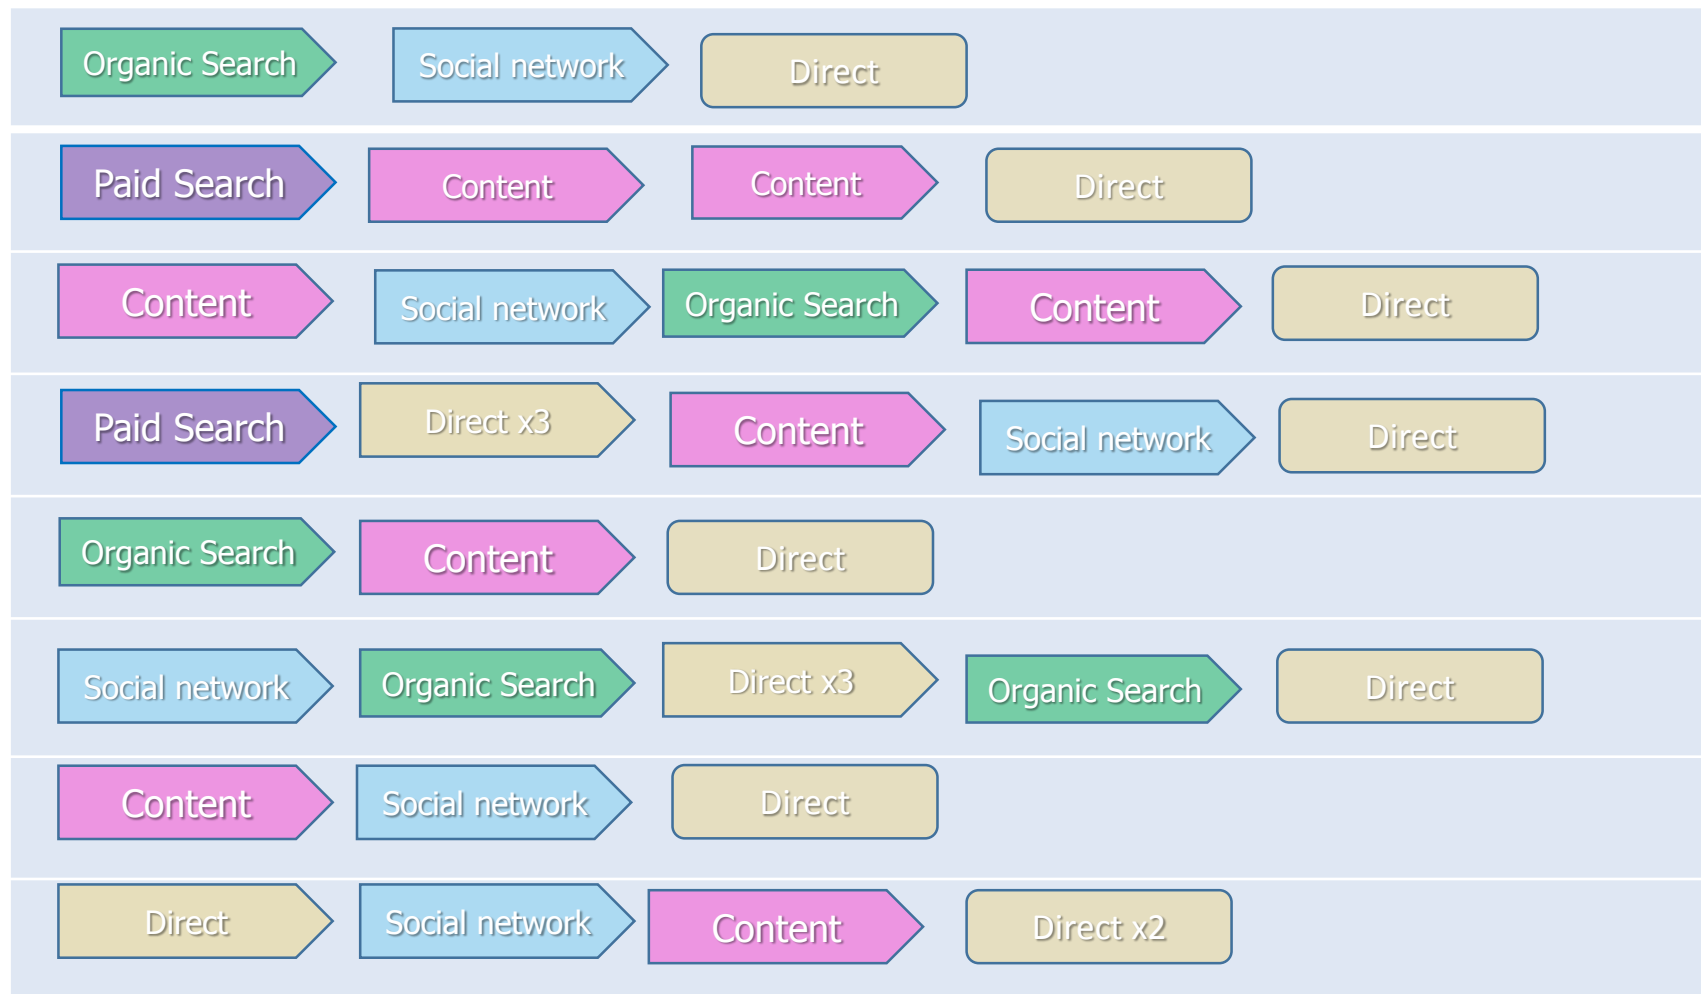 Organic Search Social network Direct
Paid Search Content Content Direct
Content Social network Organic Search Content Direct
Paid Search Direct x3 Content Social network Direct
Organic Search Content Direct
Social network Organic Search Direct x3 Organic Search Direct
Content Social network Direct
Direct Social network Content Direct x2